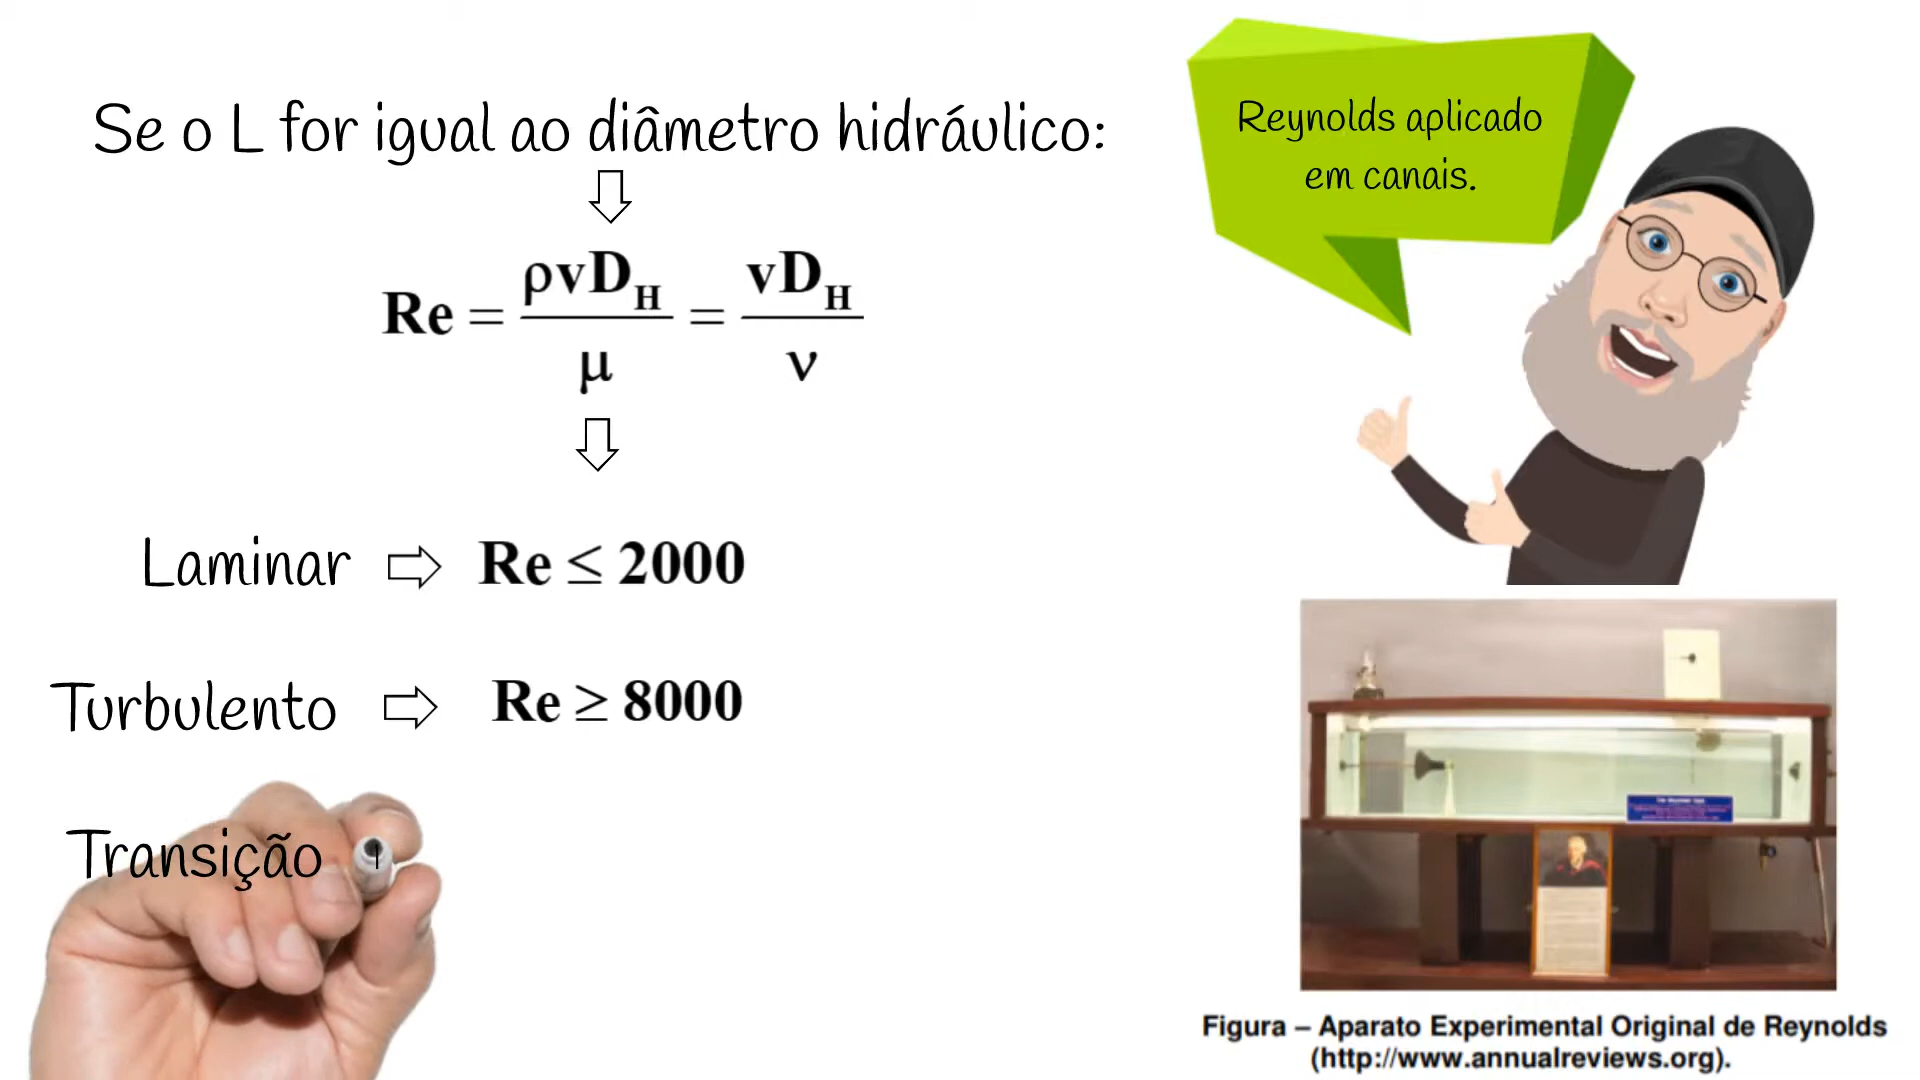 Se o L for igual ao diâmetro hidráulico:
Re = ρvD_H / μ = vD_H / ν
Laminar ⇨ Re ≤ 2000
Turbulento ⇨ Re ≥ 8000
Transição
Reynolds aplicado
em canais.
Figura – Aparato Experimental Original de Reynolds
(http://www.annualreviews.org).